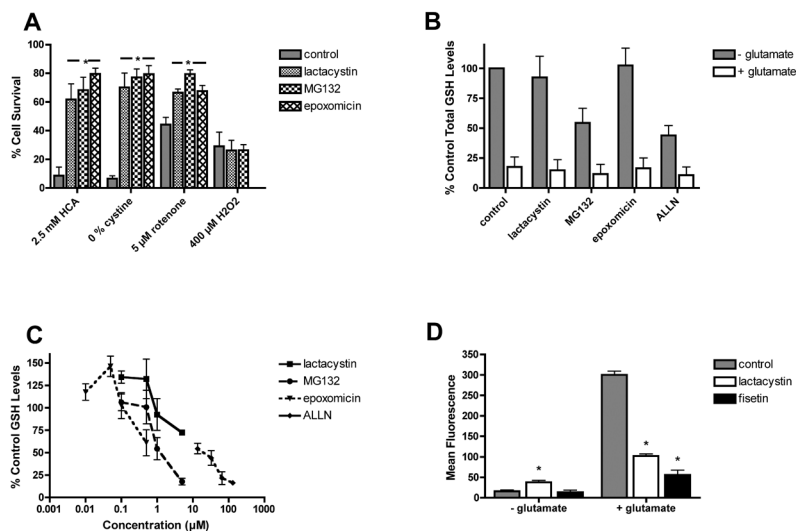 A
% Cell Survival
100
80
60
40
20
0
*
*
*
2.5 mM HCA
0 % cystine
5 µM rotenone
400 µM H2O2
control
lactacystin
MG132
epoxomicin
B
% Control Total GSH Levels
100
75
50
25
0
control
lactacystin
MG132
epoxomicin
ALLN
- glutamate
+ glutamate
C
% Control GSH Levels
150
125
100
75
50
25
0
0.001
0.01
0.1
1
10
100
1000
Concentration (µM)
lactacystin
MG132
epoxomicin
ALLN
D
Mean Fluorescence
350
300
250
200
150
100
50
0
*
*
*
- glutamate
+ glutamate
control
lactacystin
fisetin